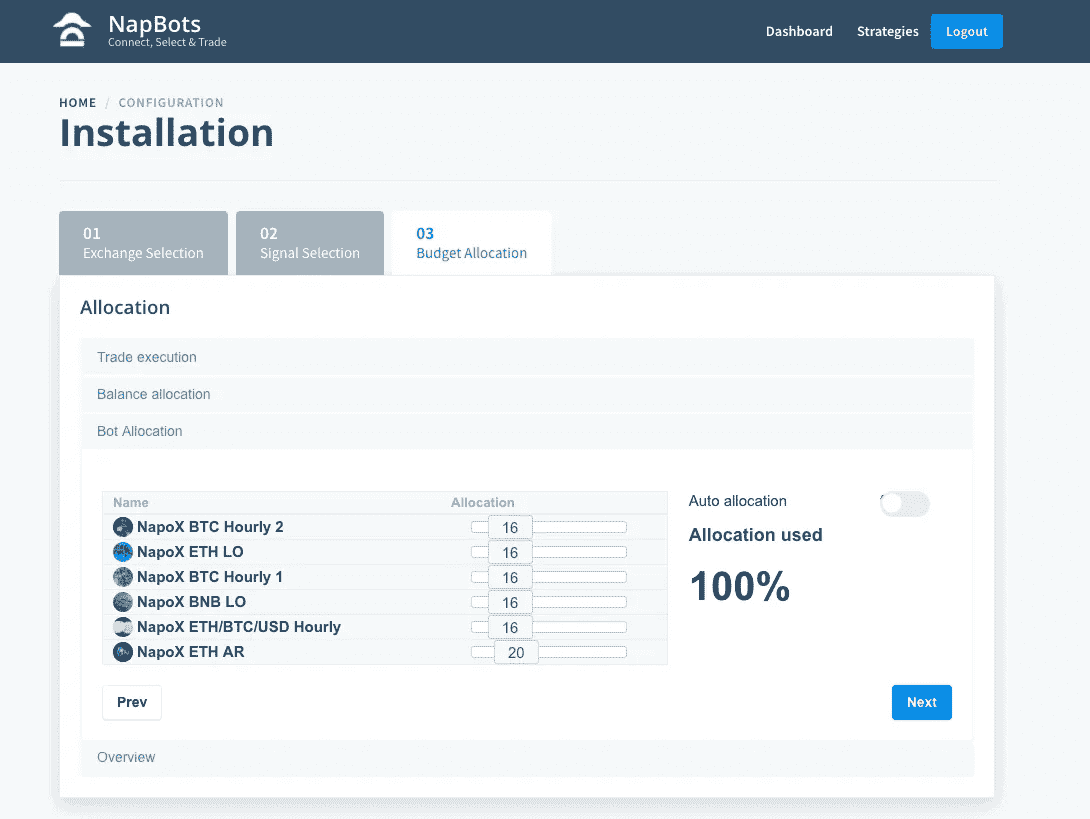 NapBots
Connect, Select & Trade
Dashboard Strategies Logout
HOME / CONFIGURATION
Installation
01
Exchange Selection
02
Signal Selection
03
Budget Allocation
Allocation
Trade execution
Balance allocation
Bot Allocation
Name Allocation
NapoX BTC Hourly 2 16
NapoX ETH LO 16
NapoX BTC Hourly 1 16
NapoX BNB LO 16
NapoX ETH/BTC/USD Hourly 16
NapoX ETH AR 20
Auto allocation
Allocation used
100%
Prev
Next
Overview